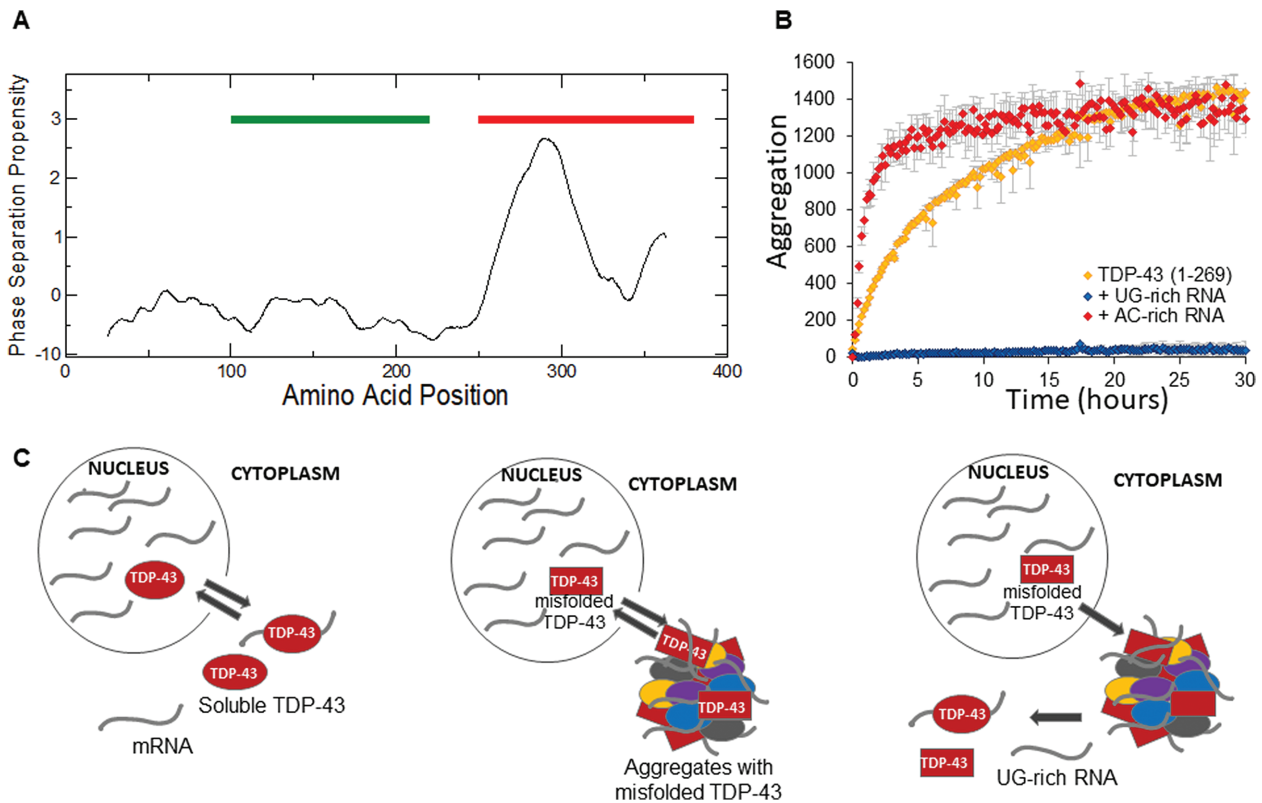 A
Phase Separation Propensity
3
2
1
0
-10
0
100
200
300
400
Amino Acid Position
B
Aggregation
1600
1400
1200
1000
800
600
400
200
0
TDP-43 (1-269)
+ UG-rich RNA
+ AC-rich RNA
0
5
10
15
20
25
30
Time (hours)
C
NUCLEUS
CYTOPLASM
TDP-43
TDP-43
TDP-43
Soluble TDP-43
mRNA
NUCLEUS
CYTOPLASM
TDP-43
misfolded
TDP-43
TDP-43
TDP-43
Aggregates with
misfolded TDP-43
NUCLEUS
CYTOPLASM
TDP-43
misfolded
TDP-43
TDP-43
TDP-43
UG-rich RNA